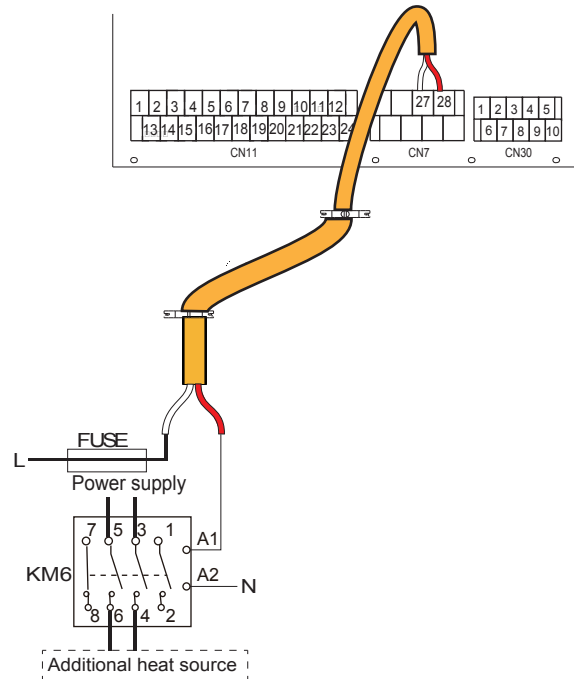 27 28
1 2 3 4 5 6 7 8 9 10 11 12
1 2 3 4 5
13 14 15 16 17 18 19 20 21 22 23 24
6 7 8 9 10
CN11 CN7 CN30
FUSE
L
Power supply
7 5 3 1
A1
KM6
A2 N
8 6 4 2
Additional heat source